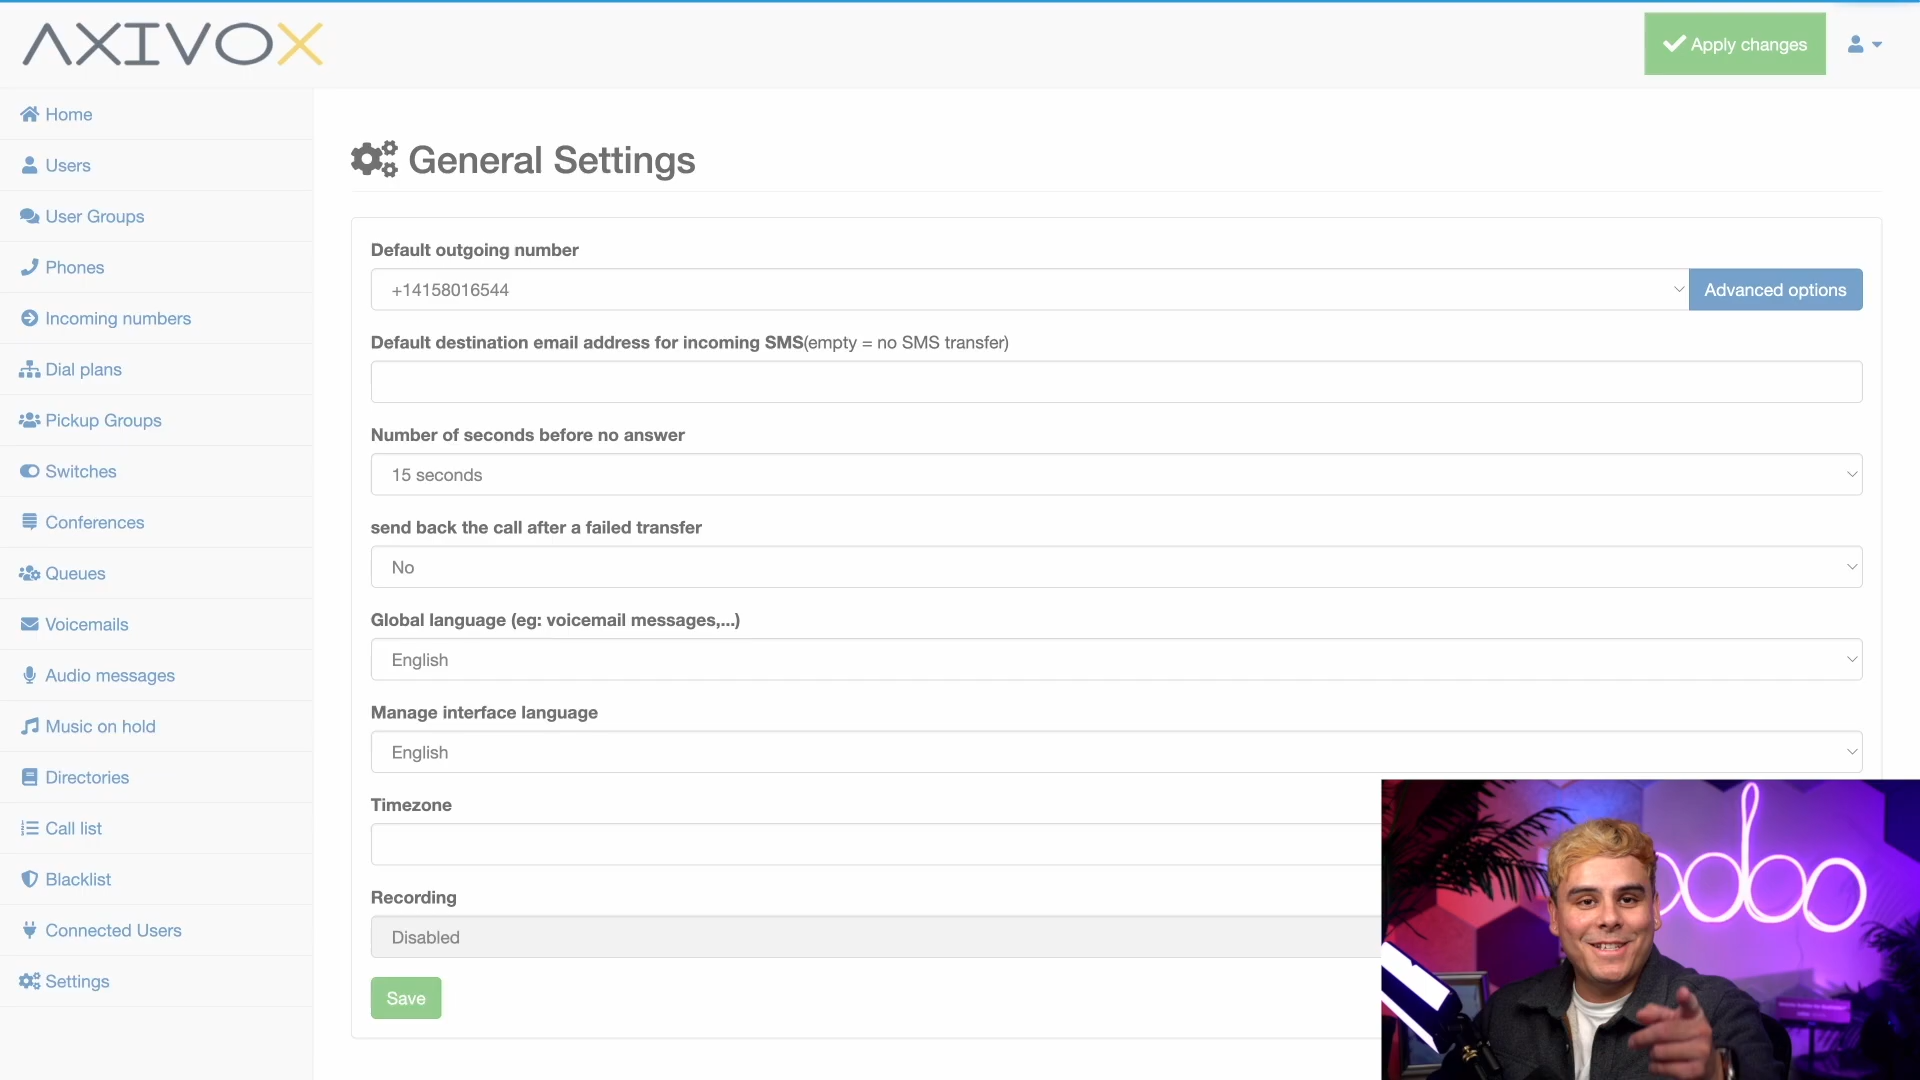 AXIVOX
Apply changes
Home
Users
User Groups
Phones
Incoming numbers
Dial plans
Pickup Groups
Switches
Conferences
Queues
Voicemails
Audio messages
Music on hold
Directories
Call list
Blacklist
Connected Users
Settings
General Settings
Default outgoing number
+14158016544
Advanced options
Default destination email address for incoming SMS(empty = no SMS transfer)
Number of seconds before no answer
15 seconds
send back the call after a failed transfer
No
Global language (eg: voicemail messages,...)
English
Manage interface language
English
Timezone
Recording
Disabled
Save
odoo